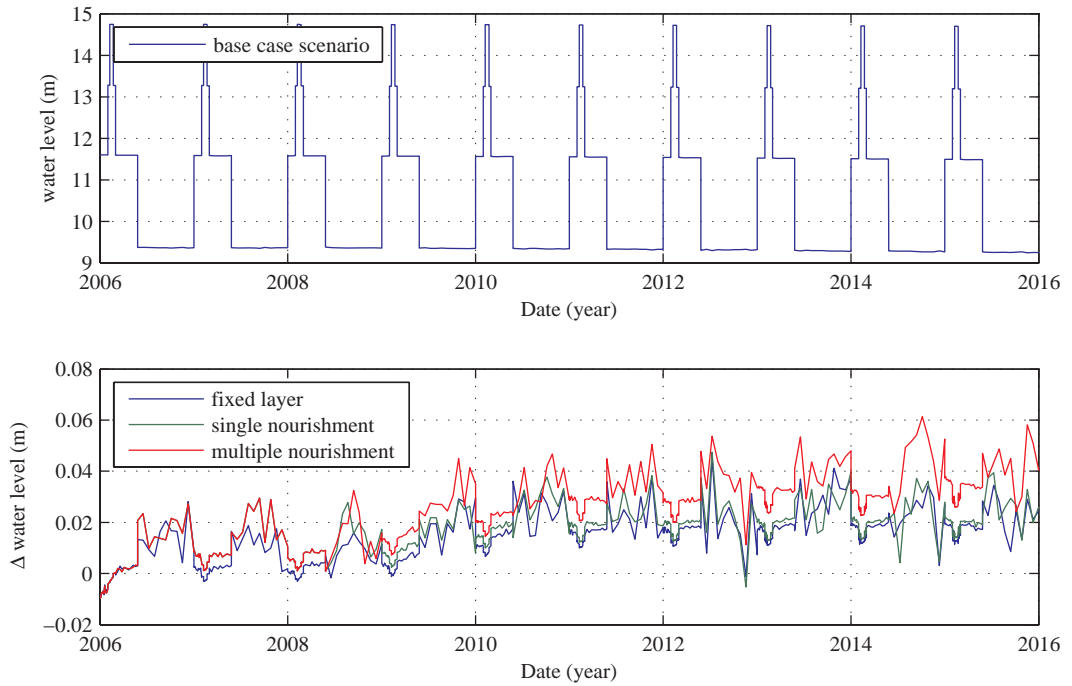 15
14
13
12
11
10
9
water level (m)
base case scenario
2006 2008 2010 2012 2014 2016
Date (year)
0.08
0.06
0.04
0.02
0
−0.02
Δ water level (m)
fixed layer
single nourishment
multiple nourishment
2006 2008 2010 2012 2014 2016
Date (year)